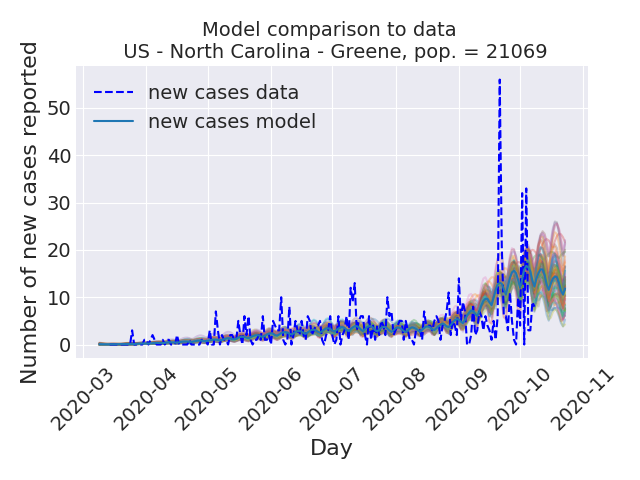 Model comparison to data
US - North Carolina - Greene, pop. = 21069
Number of new cases reported
new cases data
new cases model
50
40
30
20
10
0
2020-03
2020-04
2020-05
2020-06
2020-07
2020-08
2020-09
2020-10
2020-11
Day